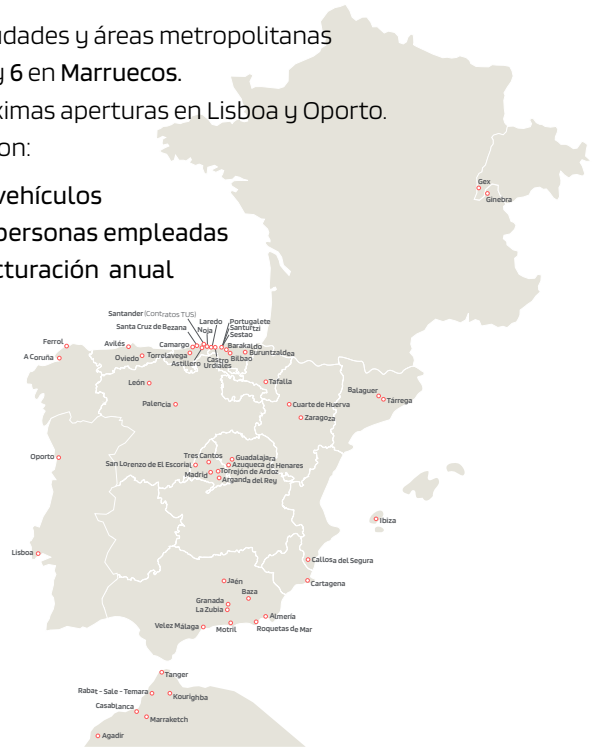 udades y áreas metropolitanas
y 6 en Marruecos.
ximas aperturas en Lisboa y Oporto.
on:
vehículos
personas empleadas
cturación anual
Gex
Ginebra
Santander (Contratos TUS)
Laredo
Portugalete
Santa Cruz de Bezana
Noja
Santurtzi
Sestao
Ferrol
Avilés
Camargo
Barakaldo
A Coruña
Oviedo
Torrelavega
Astillero
Castro Urdiales
Bilbao
Buruntzaldea
León
Tafalla
Palencia
Cuarte de Huerva
Zaragoza
Balaguer
Tárrega
Oporto
Tres Cantos
Guadalajara
San Lorenzo de El Escorial
Azuqueca de Henares
Madrid
Torrejón de Ardoz
Arganda del Rey
Ibiza
Lisboa
Callosa del Segura
Jaén
Cartagena
Baza
Granada
La Zubia
Almería
Velez Málaga
Motril
Roquetas de Mar
Tanger
Rabat - Sale - Temara
Kourighba
Casablanca
Marraketch
Agadir